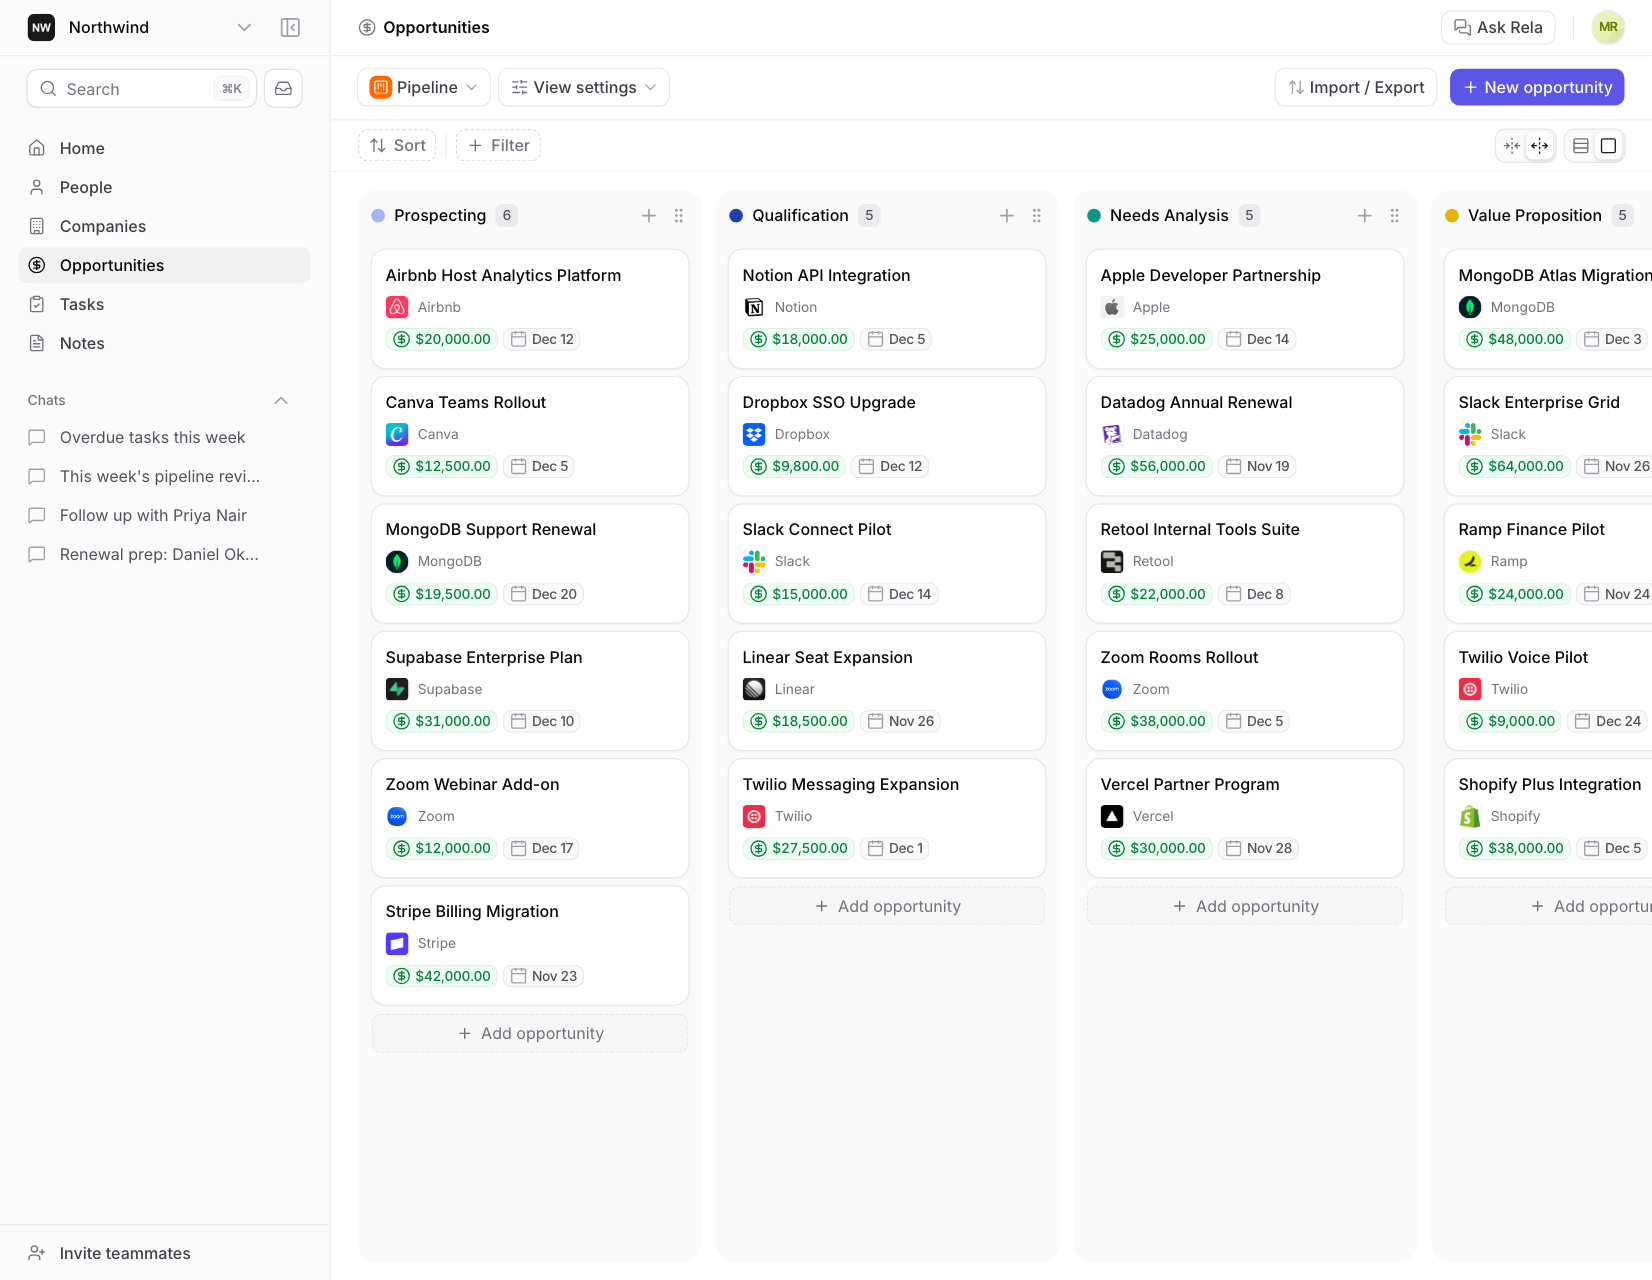 NW Northwind
Search ⌘K
Home
People
Companies
Opportunities
Tasks
Notes
Chats
Overdue tasks this week
This week's pipeline revi...
Follow up with Priya Nair
Renewal prep: Daniel Ok...
Invite teammates
Opportunities
Ask Rela
MR
Pipeline
View settings
Import / Export
New opportunity
Sort
Filter
Prospecting 6
Airbnb Host Analytics Platform
Airbnb
$20,000.00 Dec 12
Canva Teams Rollout
Canva
$12,500.00 Dec 5
MongoDB Support Renewal
MongoDB
$19,500.00 Dec 20
Supabase Enterprise Plan
Supabase
$31,000.00 Dec 10
Zoom Webinar Add-on
zoom Zoom
$12,000.00 Dec 17
Stripe Billing Migration
Stripe
$42,000.00 Nov 23
Add opportunity
Qualification 5
Notion API Integration
Notion
$18,000.00 Dec 5
Dropbox SSO Upgrade
Dropbox
$9,800.00 Dec 12
Slack Connect Pilot
Slack
$15,000.00 Dec 14
Linear Seat Expansion
Linear
$18,500.00 Nov 26
Twilio Messaging Expansion
Twilio
$27,500.00 Dec 1
Add opportunity
Needs Analysis 5
Apple Developer Partnership
Apple
$25,000.00 Dec 14
Datadog Annual Renewal
Datadog
$56,000.00 Nov 19
Retool Internal Tools Suite
Retool
$22,000.00 Dec 8
Zoom Rooms Rollout
zoom Zoom
$38,000.00 Dec 5
Vercel Partner Program
Vercel
$30,000.00 Nov 28
Add opportunity
Value Proposition 5
MongoDB Atlas Migration
MongoDB
$48,000.00 Dec 3
Slack Enterprise Grid
Slack
$64,000.00 Nov 26
Ramp Finance Pilot
Ramp
$24,000.00 Nov 24
Twilio Voice Pilot
Twilio
$9,000.00 Dec 24
Shopify Plus Integration
Shopify
$38,000.00 Dec 5
Add opportu